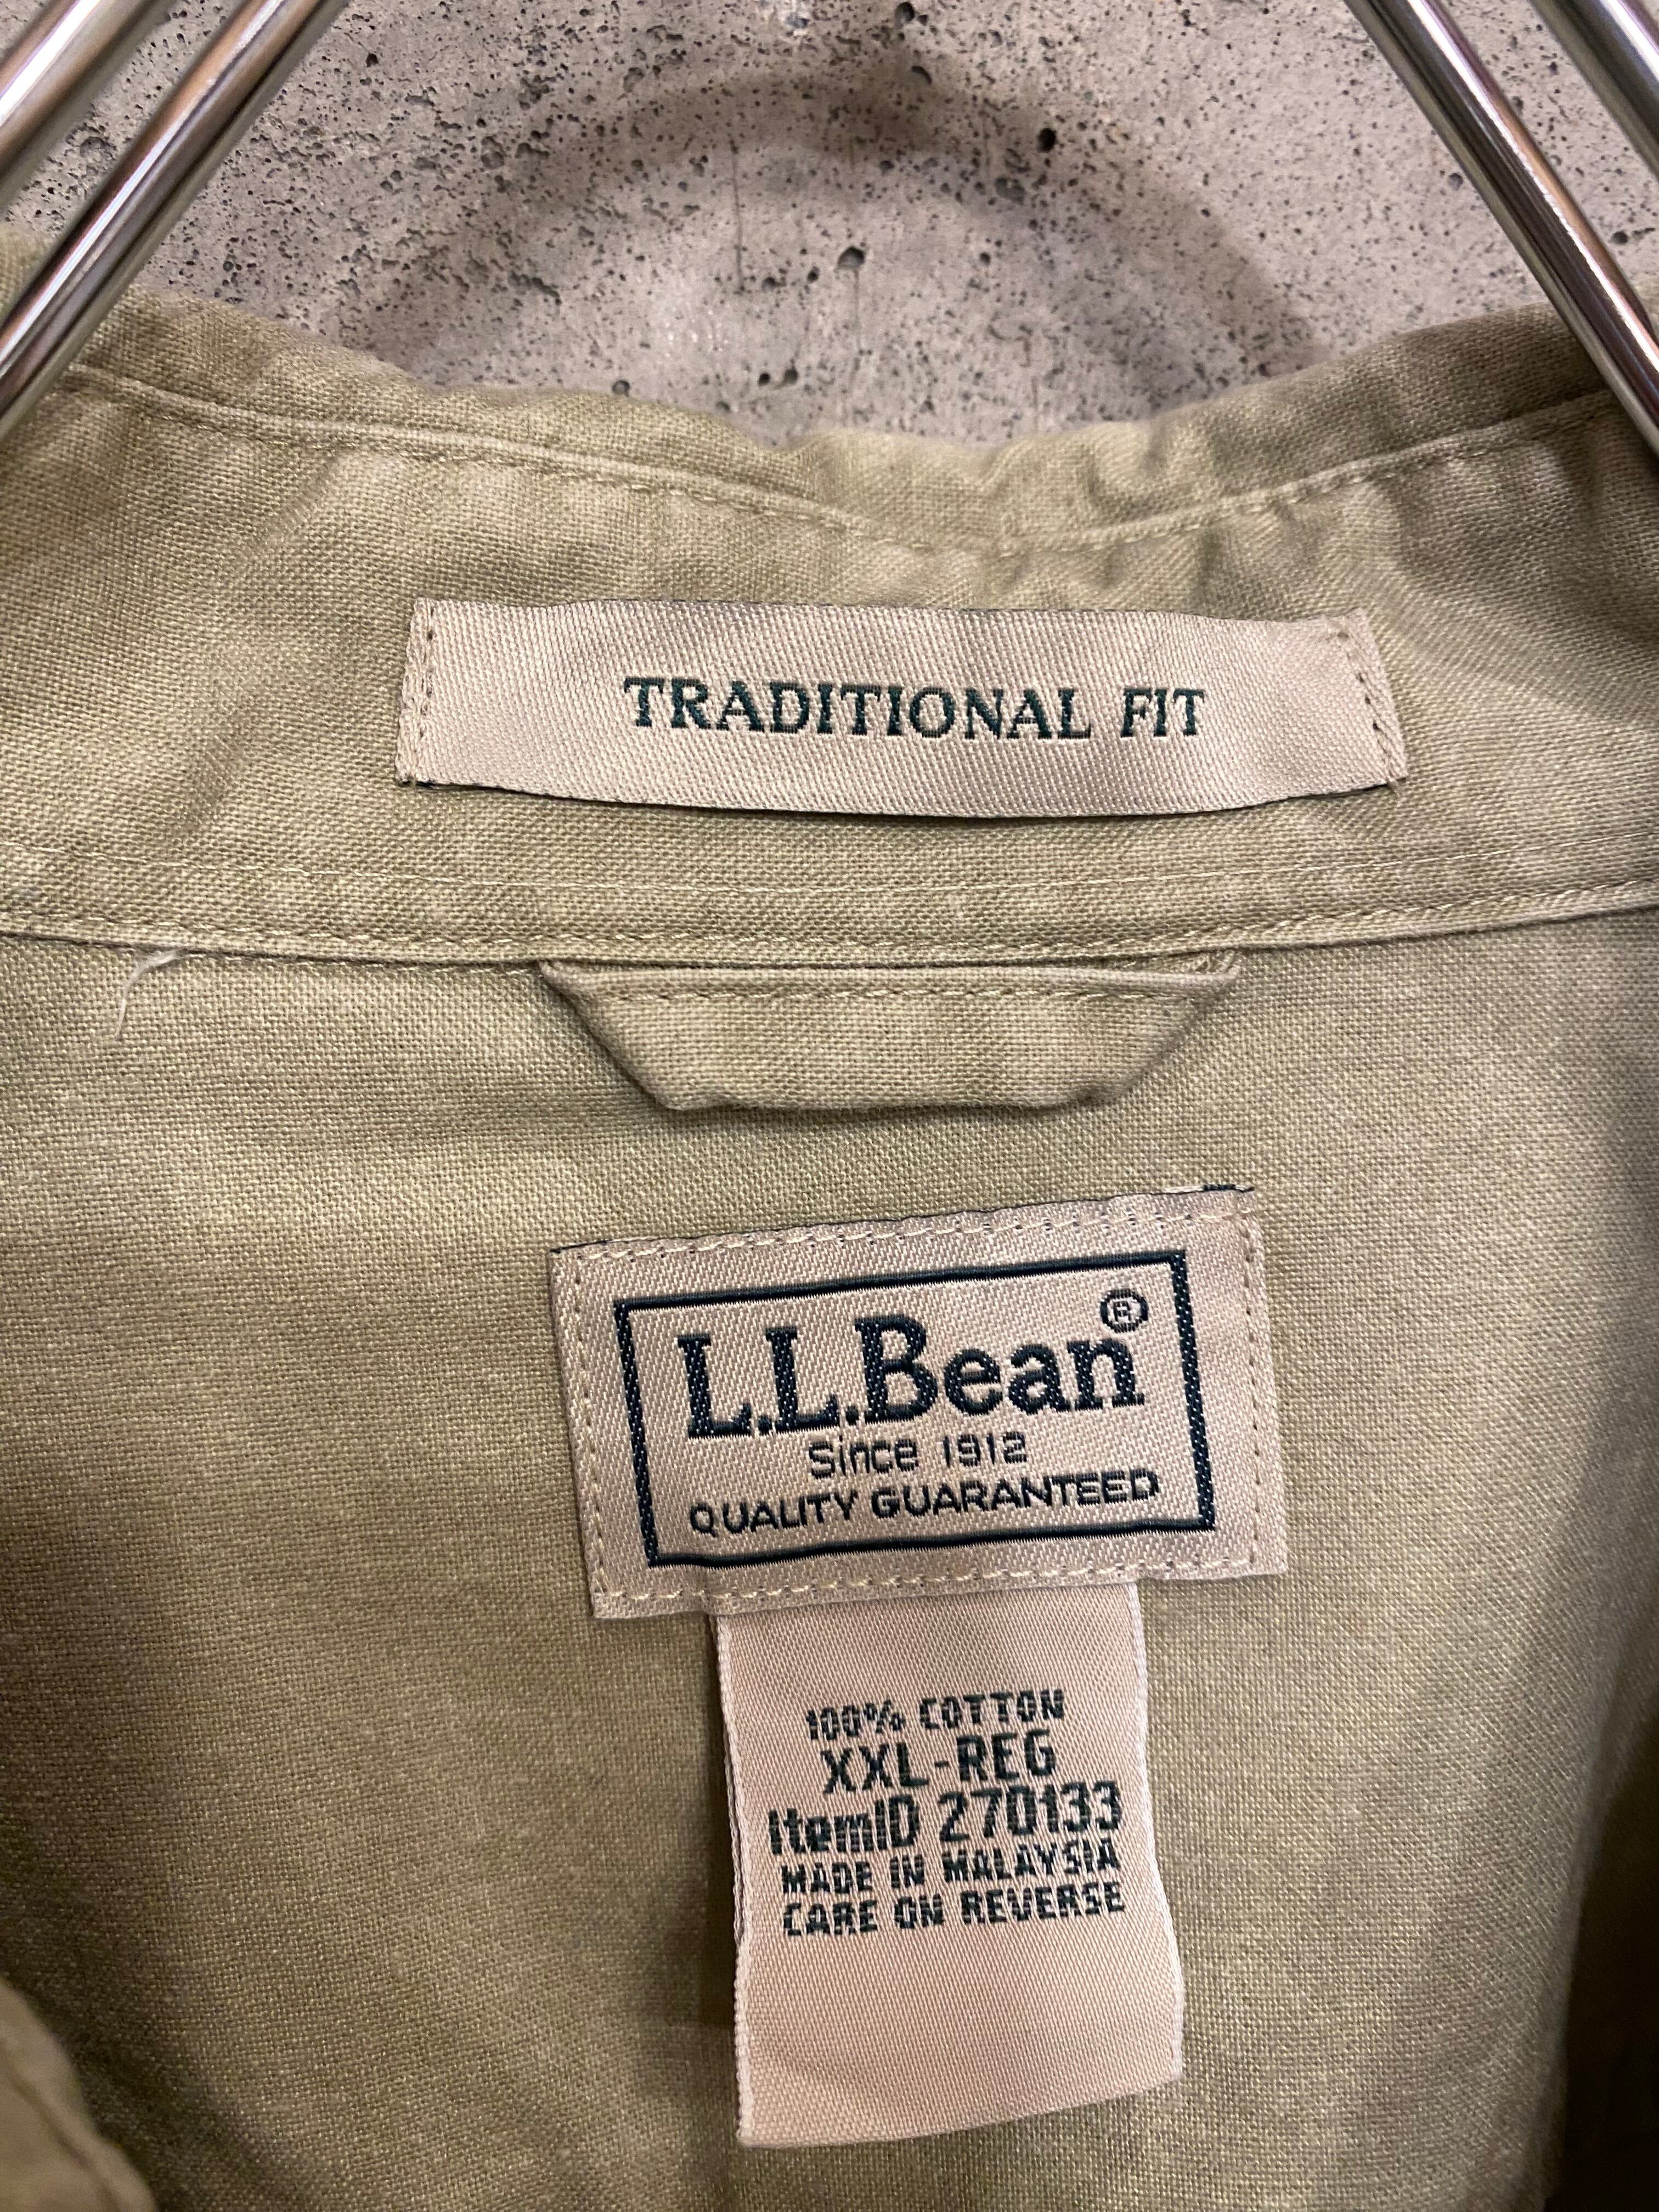 TRADITIONAL FIT
L.L.Bean®
Since 1912
QUALITY GUARANTEED
100% COTTON
XXL-REG
ItemID 270133
MADE IN MALAYSIA
CARE ON REVERSE